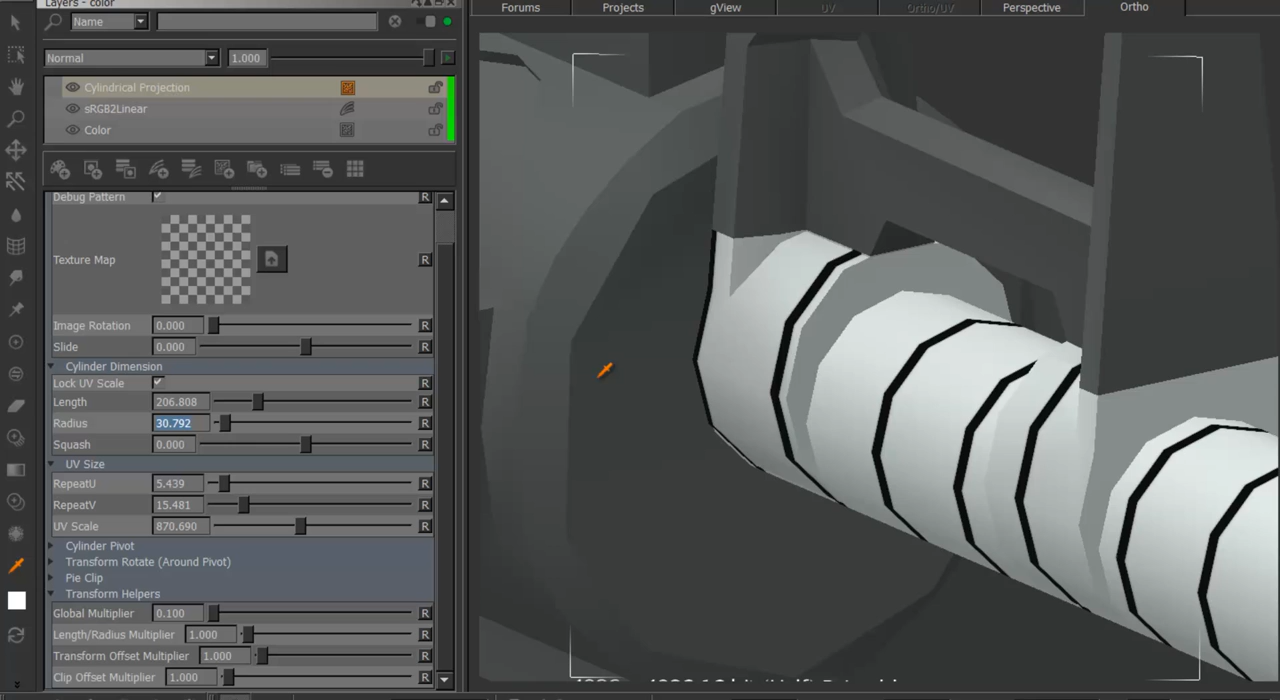 Layers - color
Forums Projects gView UV Ortho/UV Perspective Ortho
Name
Normal 1.000
Cylindrical Projection
sRGB2Linear
Color
Debug Pattern R
Texture Map R
Image Rotation 0.000 R
Slide 0.000 R
Cylinder Dimension
Lock UV Scale R
Length 206.808 R
Radius 30.792 R
Squash 0.000 R
UV Size
RepeatU 5.439 R
RepeatV 15.481 R
UV Scale 870.690 R
Cylinder Pivot
Transform Rotate (Around Pivot)
Pie Clip
Transform Helpers
Global Multiplier 0.100 R
Length/Radius Multiplier 1.000 R
Transform Offset Multiplier 1.000 R
Clip Offset Multiplier 1.000 R